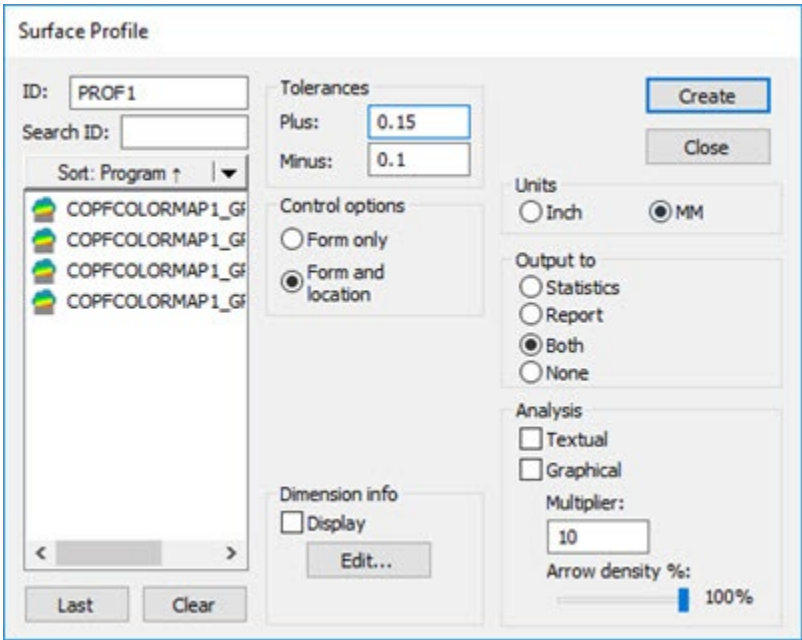 Surface Profile
ID: PROF1
Search ID:
Sort: Program ↑
COPFCOLORMAP1_GF
COPFCOLORMAP1_GF
COPFCOLORMAP1_GF
COPFCOLORMAP1_GF
Last Clear
Tolerances
Plus: 0.15
Minus: 0.1
Control options
Form only
Form and
location
Dimension info
Display
Edit...
Create
Close
Units
Inch MM
Output to
Statistics
Report
Both
None
Analysis
Textual
Graphical
Multiplier:
10
Arrow density %:
100%